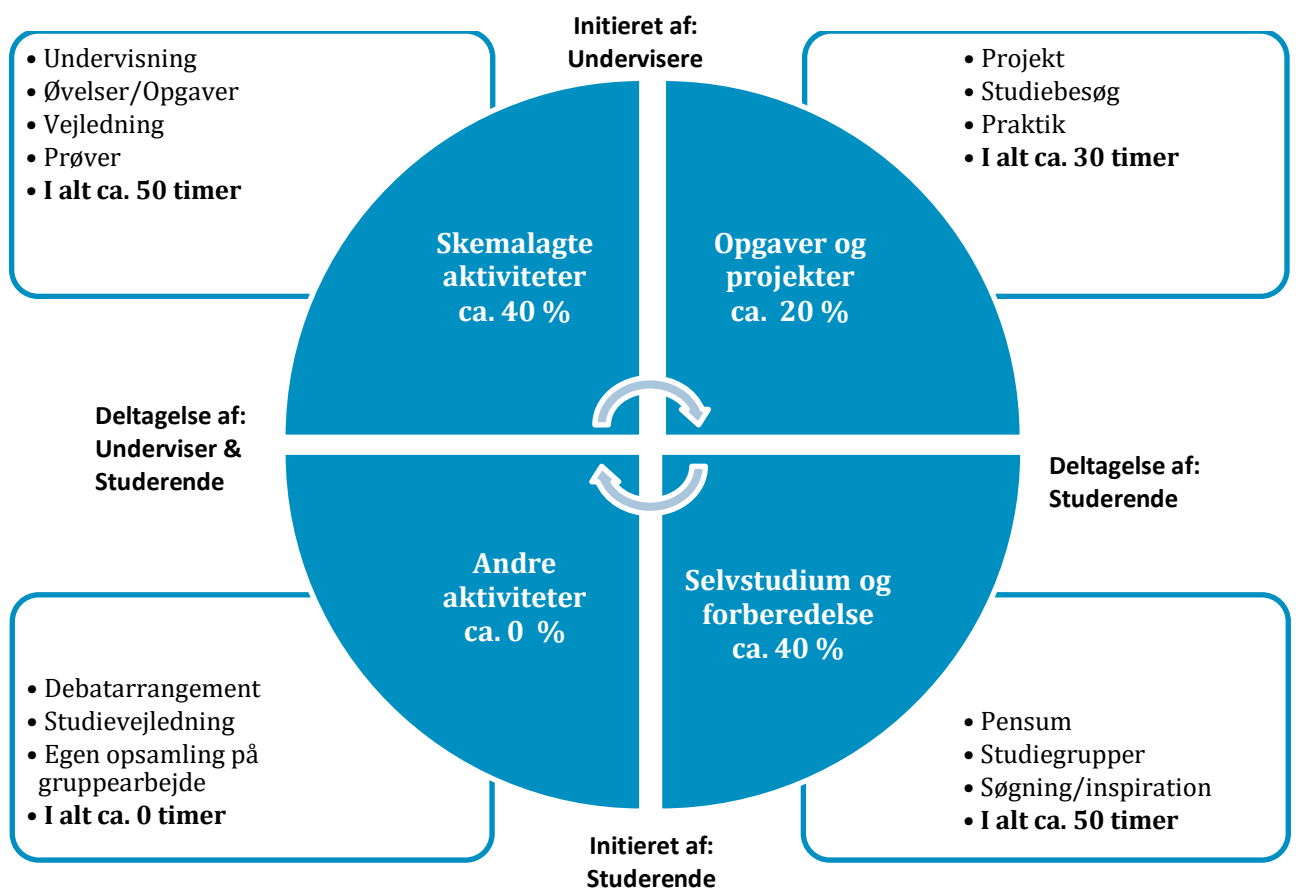 Initieret af:
Undervisere
• Undervisning
• Øvelser/Opgaver
• Vejledning
• Prøver
• I alt ca. 50 timer
• Projekt
• Studiebesøg
• Praktik
• I alt ca. 30 timer
Skemalagte
aktiviteter
ca. 40 %
Opgaver og
projekter
ca. 20 %
Deltagelse af:
Underviser &
Studerende
Deltagelse af:
Studerende
Andre
aktiviteter
ca. 0 %
Selvstudium og
forberedelse
ca. 40 %
• Debatarrangement
• Studievejledning
• Egen opsamling på
gruppearbejde
• I alt ca. 0 timer
• Pensum
• Studiegrupper
• Søgning/inspiration
• I alt ca. 50 timer
Initieret af:
Studerende